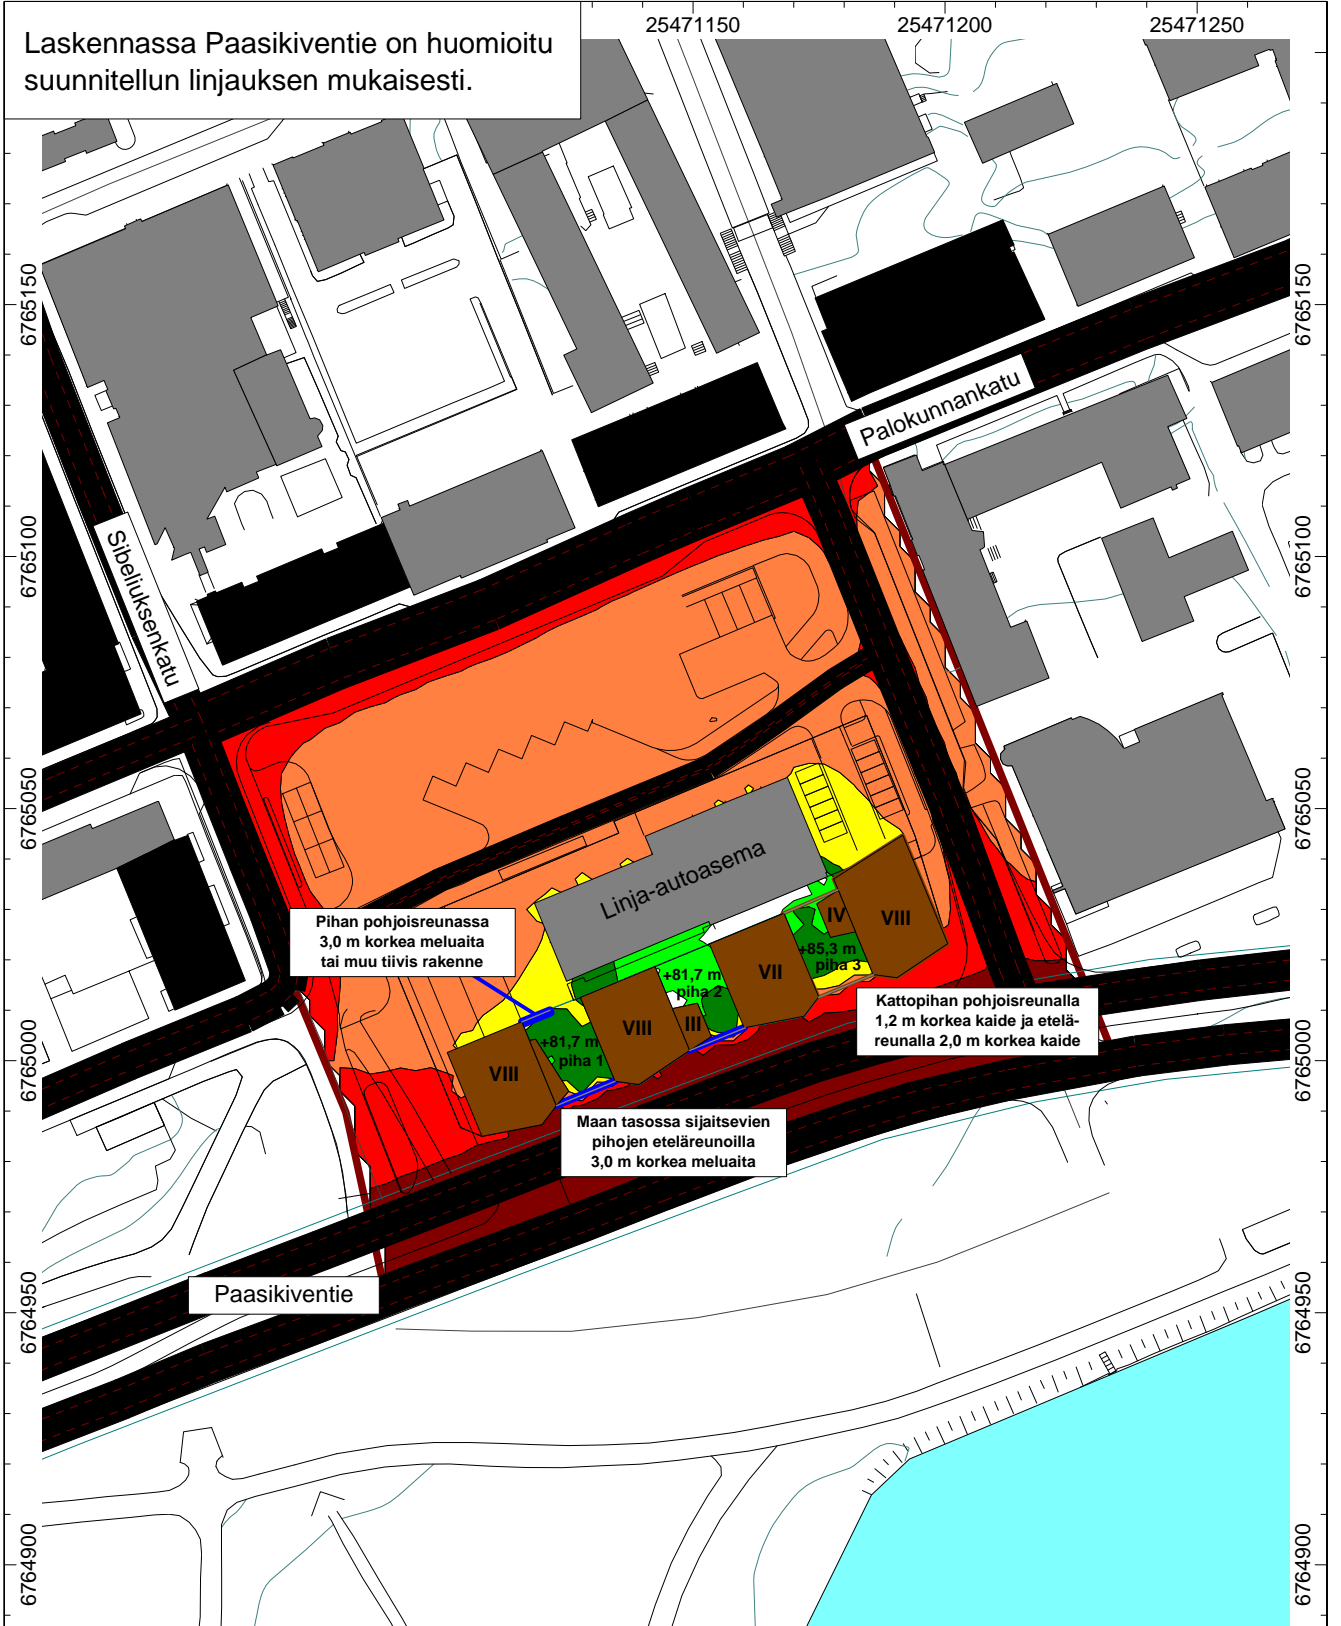 Laskennassa Paasikiventie on huomioitu
suunnitellun linjauksen mukaisesti.
25471150
25471200
25471250
6765150
6765150
Palokunnankatu
Sibeliuksenkatu
6765100
6765100
6765050
6765050
Linja-autoasema
Pihan pohjoisreunassa
3,0 m korkea meluaita
tai muu tiivis rakenne
IV
VIII
+85,3 m
piha 3
VII
+81,7 m
piha 2
III
VIII
+81,7 m
piha 1
VIII
Kattopihan pohjoisreunalla
1,2 m korkea kaide ja etelä-
reunalla 2,0 m korkea kaide
6765000
6765000
Maan tasossa sijaitsevien
pihojen eteläreunoilla
3,0 m korkea meluaita
Paasikiventie
6764950
6764950
6764900
6764900